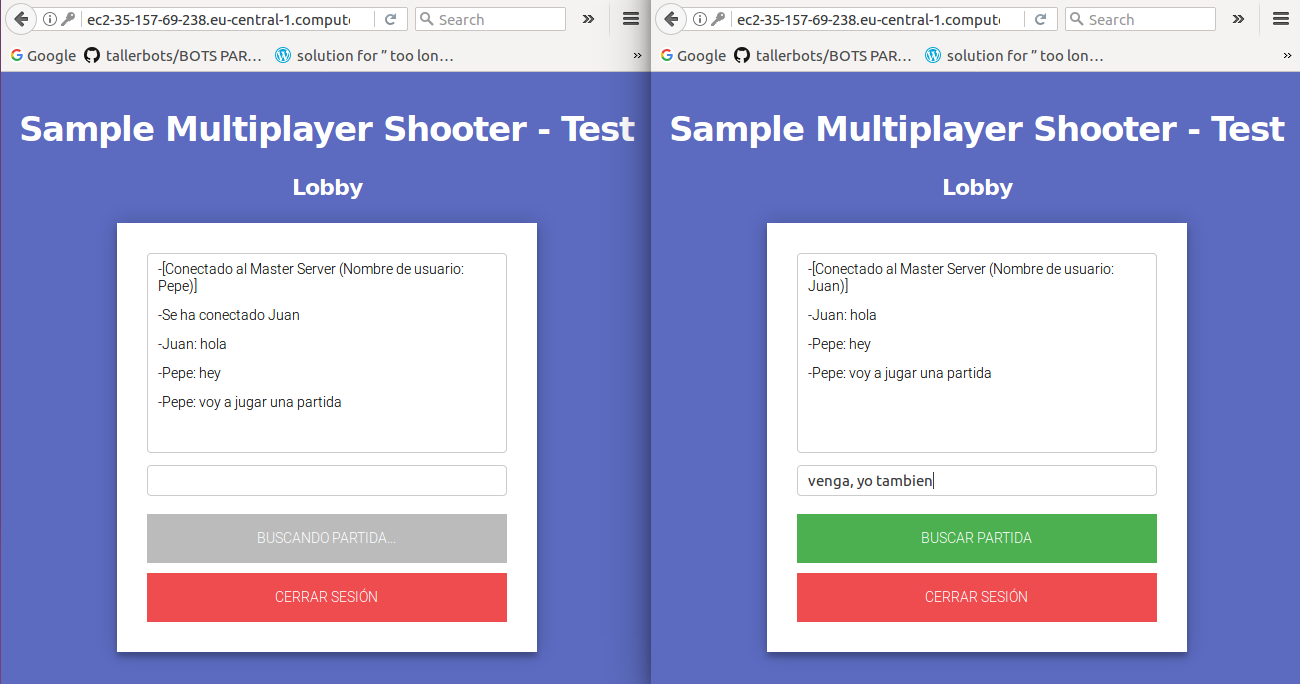 ec2-35-157-69-238.eu-central-1.comput
Search
»
Google
tallerbots/BOTS PAR…
solution for ” too lon…
»
Sample Multiplayer Shooter - Test
Lobby
-[Conectado al Master Server (Nombre de usuario:
Pepe)]
-Se ha conectado Juan
-Juan: hola
-Pepe: hey
-Pepe: voy a jugar una partida
BUSCANDO PARTIDA...
CERRAR SESIÓN
ec2-35-157-69-238.eu-central-1.comput
Search
»
Google
tallerbots/BOTS PAR…
solution for ” too lon…
»
Sample Multiplayer Shooter - Test
Lobby
-[Conectado al Master Server (Nombre de usuario:
Juan)]
-Juan: hola
-Pepe: hey
-Pepe: voy a jugar una partida
venga, yo tambien
BUSCAR PARTIDA
CERRAR SESIÓN